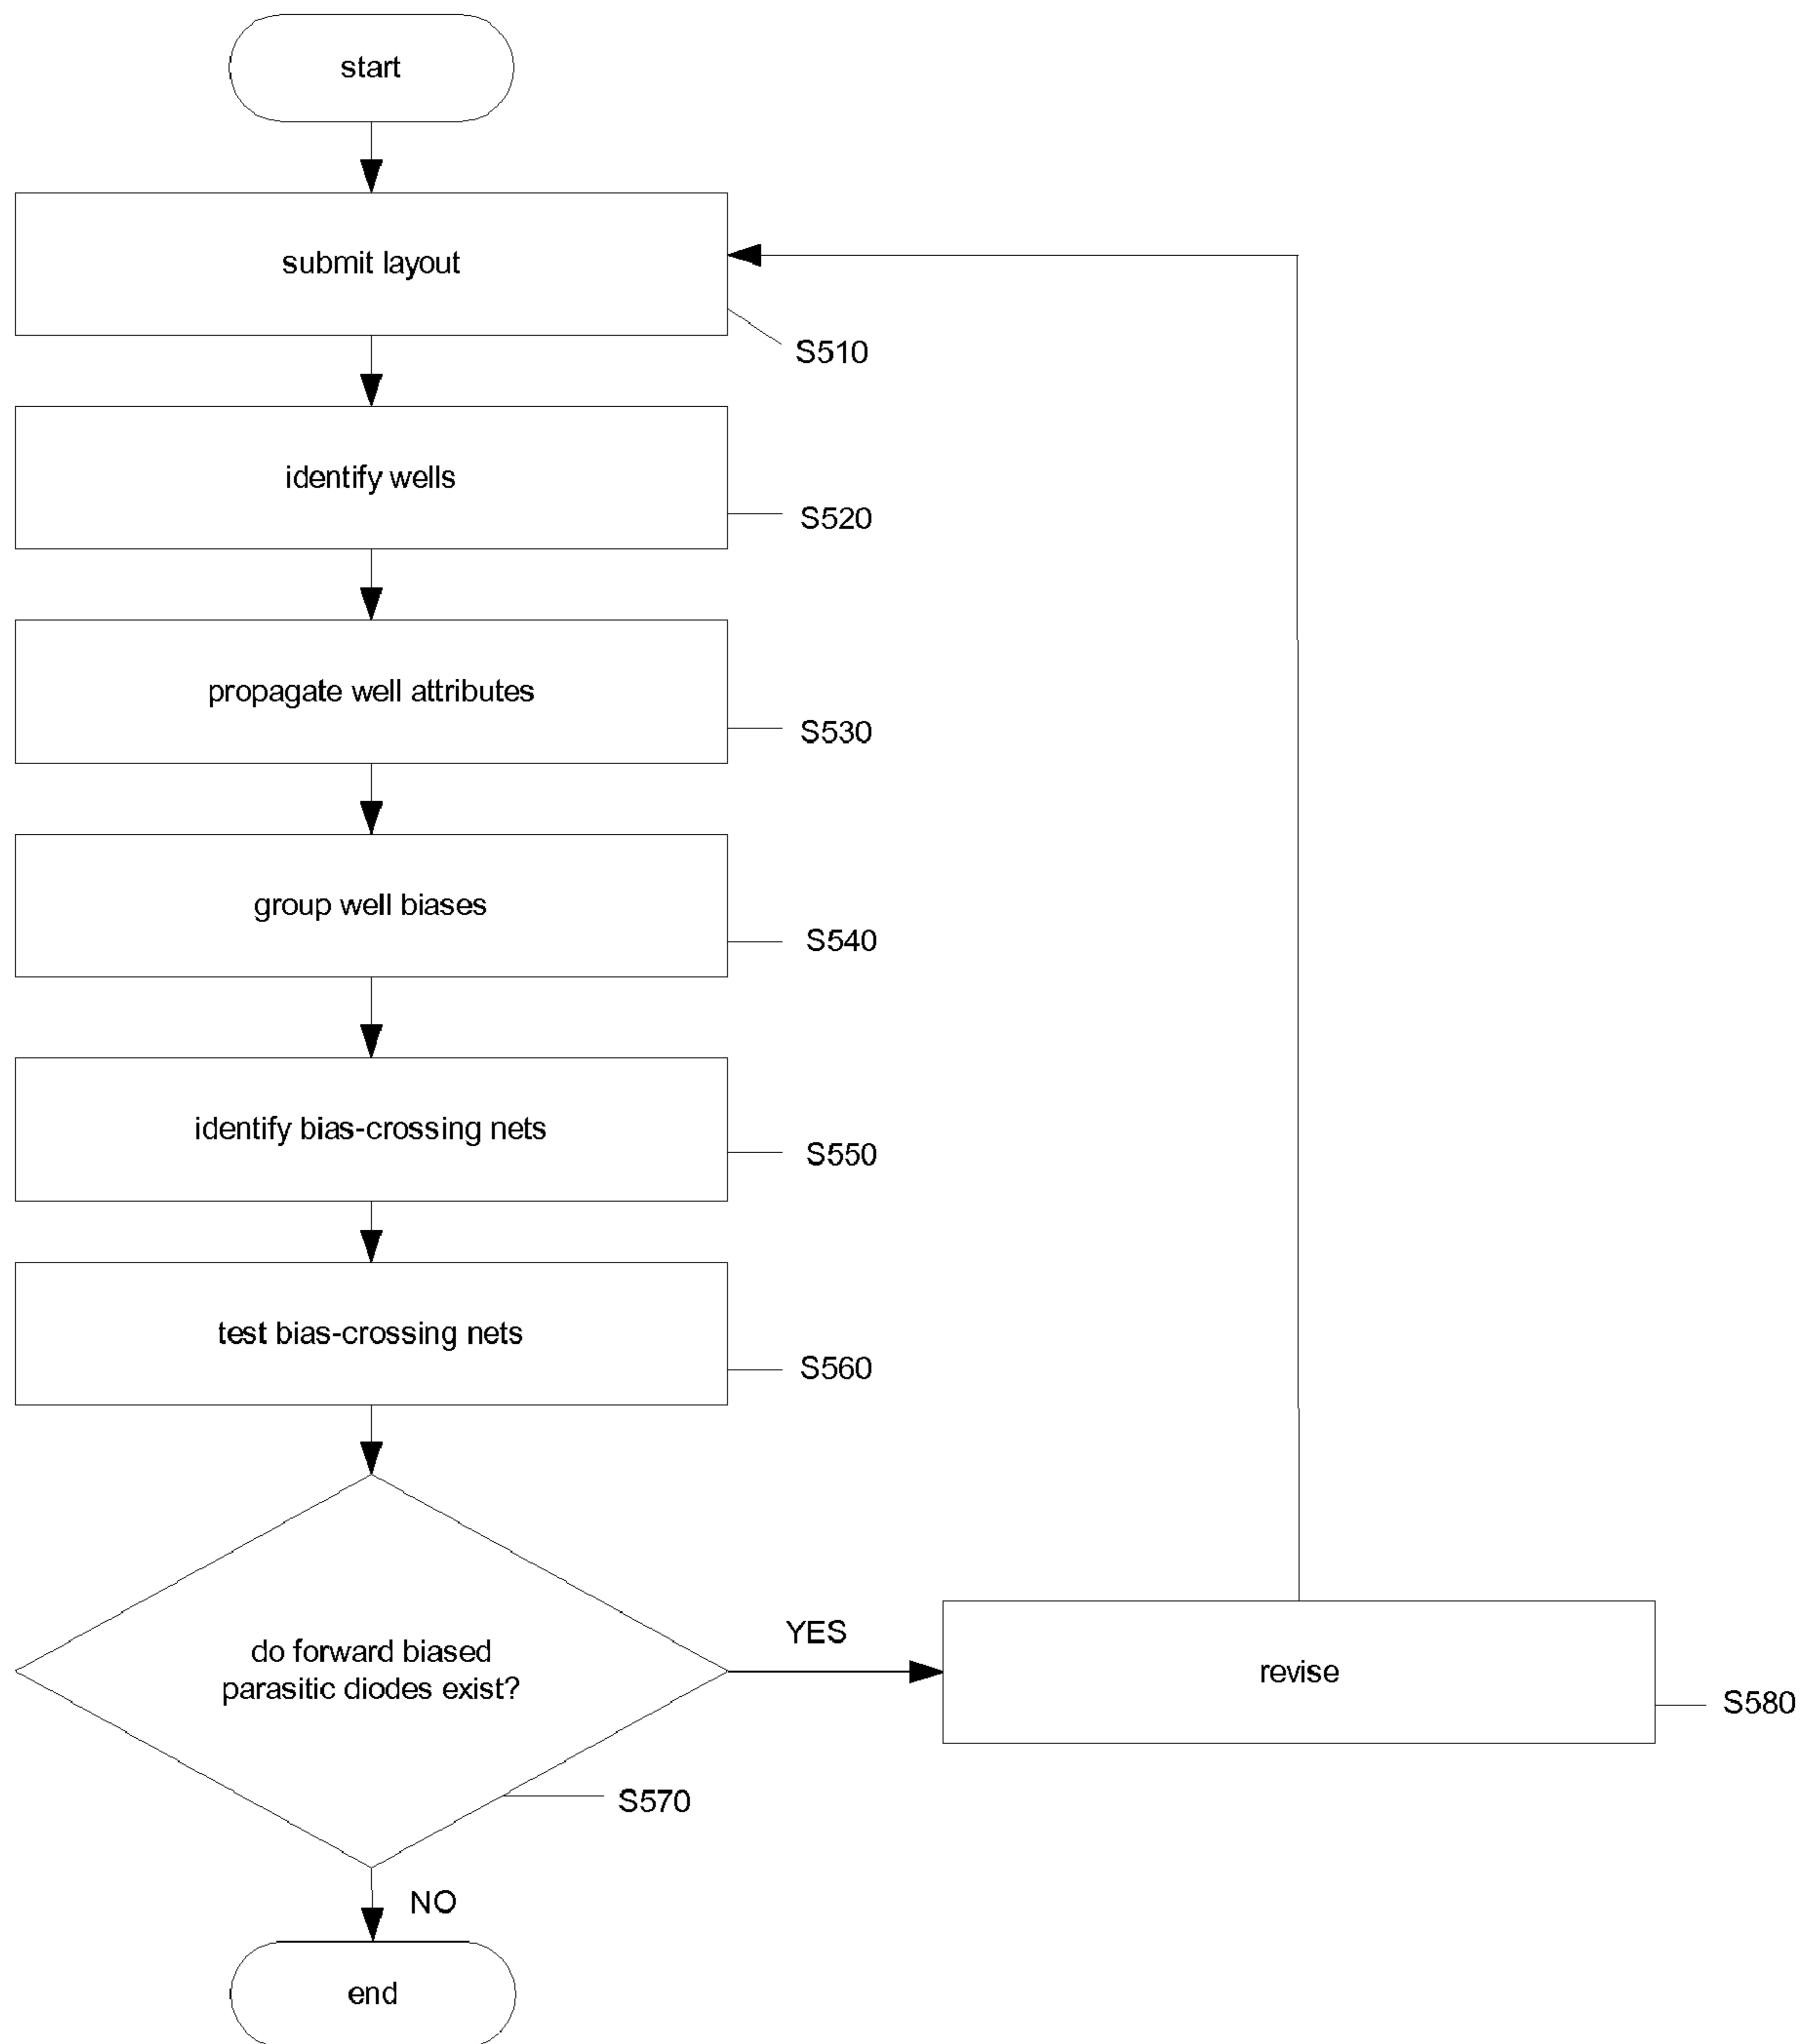 start
submit layout
S510
identify wells
S520
propagate well attributes
S530
group well biases
S540
identify bias-crossing nets
S550
test bias-crossing nets
S560
do forward biased
parasitic diodes exist?
S570
YES
revise
S580
NO
end